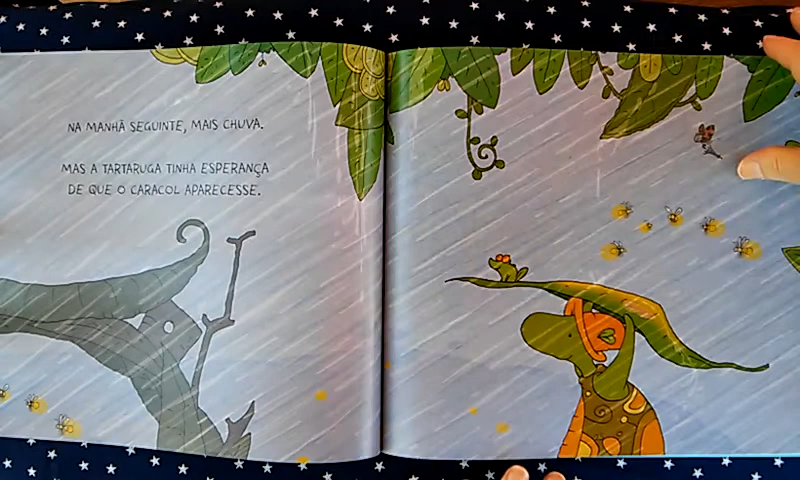 NA MANHÃ SEGUINTE, MAIS CHUVA.
MAS A TARTARUGA TINHA ESPERANÇA
DE QUE O CARACOL APARECESSE.